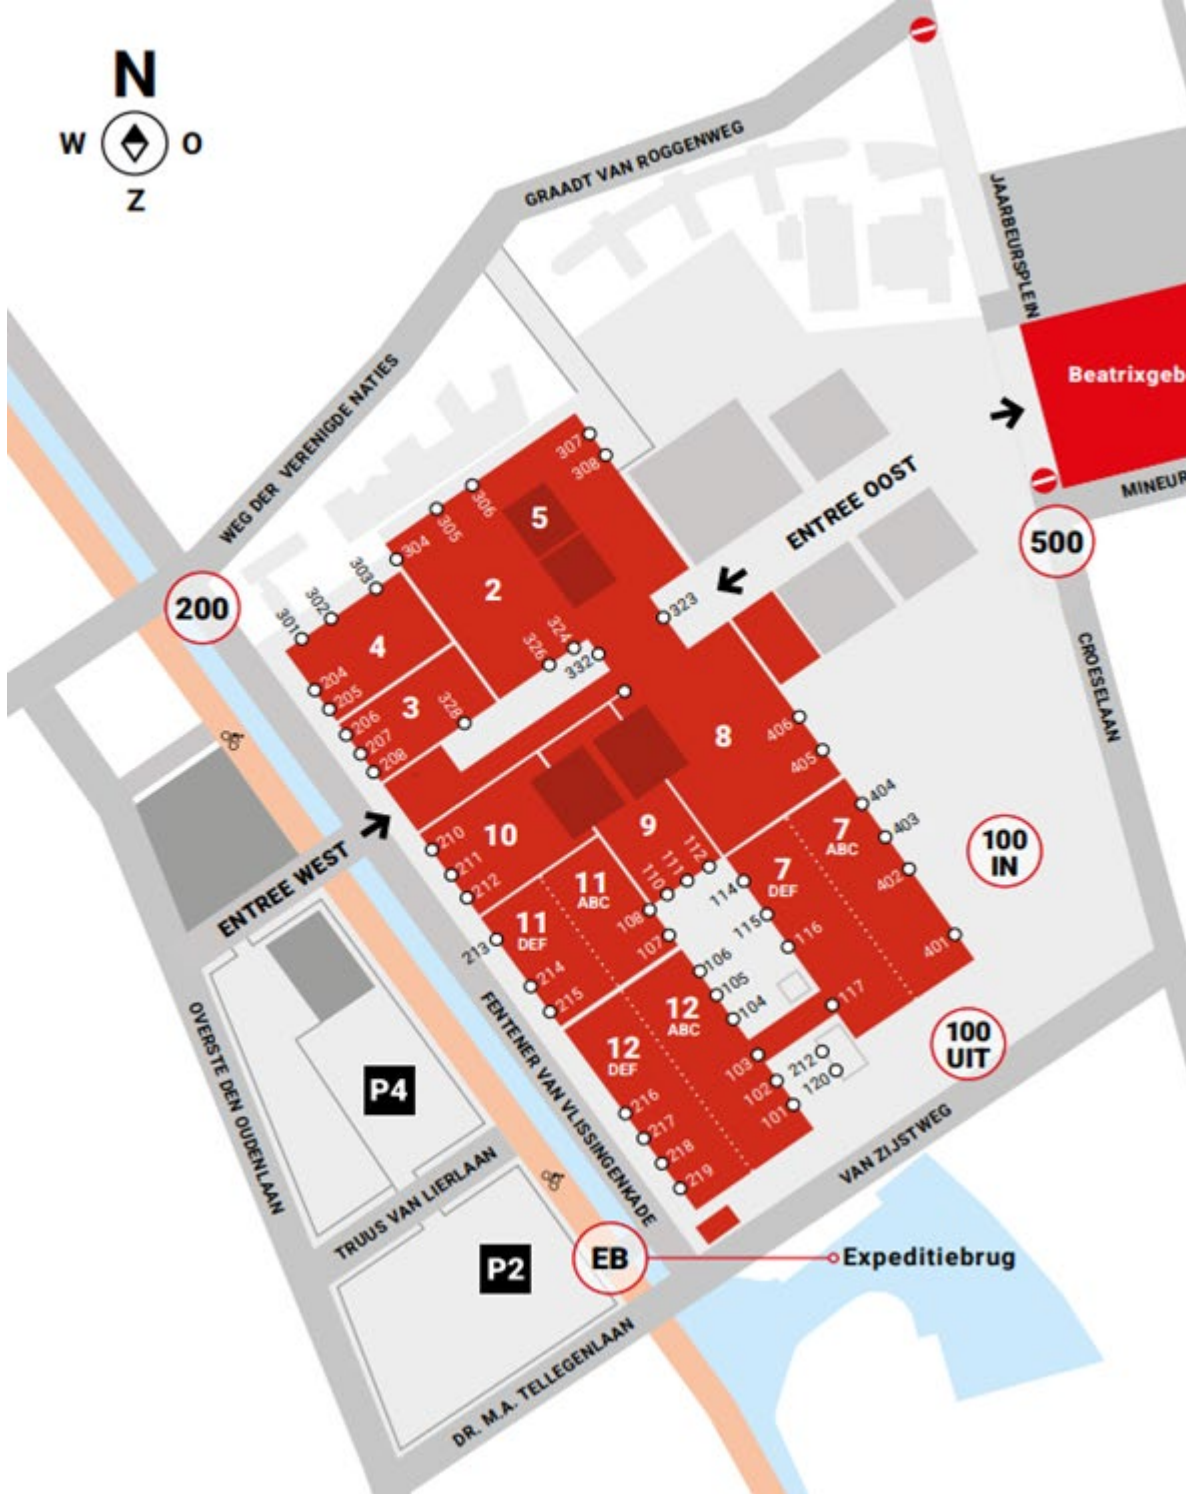 N
W
O
Z
GRAADT VAN ROGGENWEG
JAARBEURSPLEIN
Beatrixgeb
MINEUR
WEG DER VERENIGDE NATIES
ENTREE OOST
500
200
CROESELAAN
307
308
306
305
304
303
302
301
5
2
4
3
323
324
326
332
328
204
205
206
207
208
8
406
405
404
403
402
401
7
ABC
7
DEF
100
IN
100
UIT
10
9
210
211
212
11
ABC
11
DEF
213
214
215
112
111
110
108
107
106
105
104
114
115
116
117
12
ABC
12
DEF
103
102
101
212
120
216
217
218
219
ENTREE WEST
FENTENER VAN VLISSINGENKADE
OVERSTE DEN OUDENLAAN
P4
TRUUS VAN LIERLAAN
P2
EB
Expeditiebrug
VAN ZIJSTWEG
DR. M.A. TELLEGENLAAN